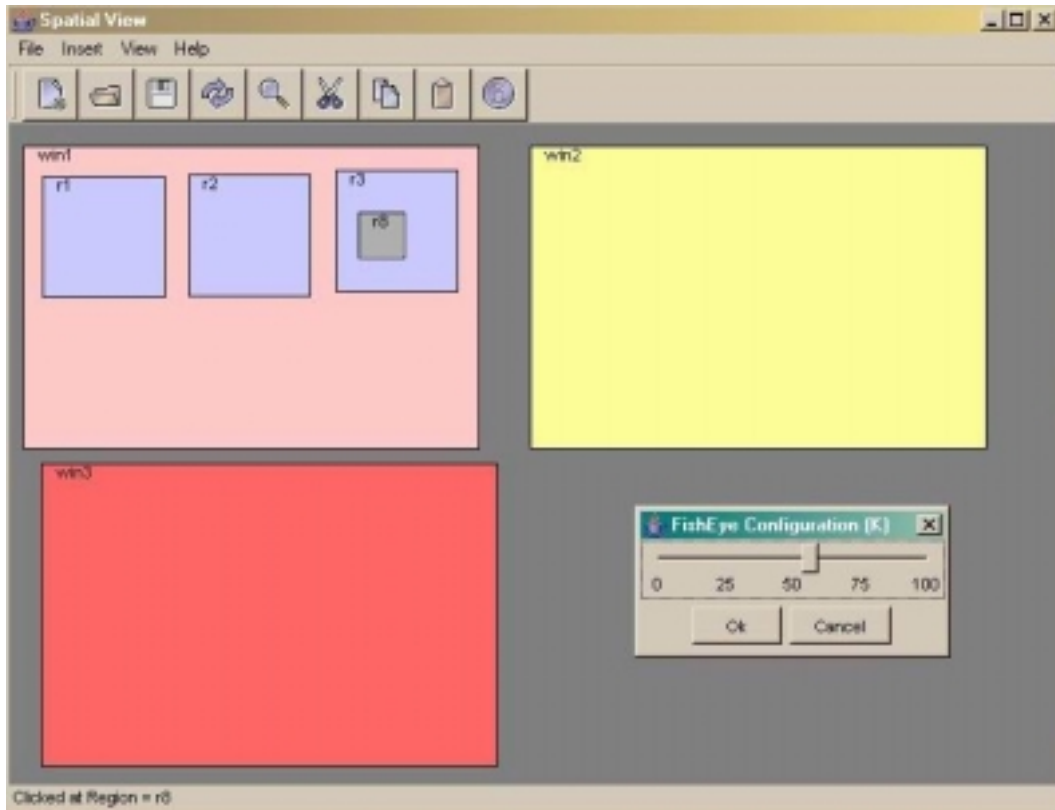 Spatial View
File Insert View Help
win1
r1
r2
r3
r8
win2
win3
FishEye Configuration (K)
0 25 50 75 100
Ok Cancel
Clicked at Region = r8